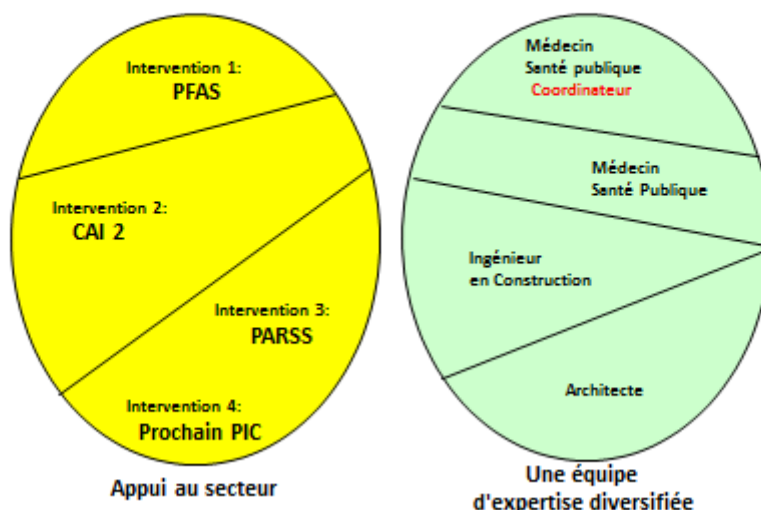 Intervention 1:
PFAS
Intervention 2:
CAI 2
Intervention 3:
PARSS
Intervention 4:
Prochain PIC
Appui au secteur
Médecin
Santé publique
Coordinateur
Médecin
Santé Publique
Ingénieur
en Construction
Architecte
Une équipe
d'expertise diversifiée